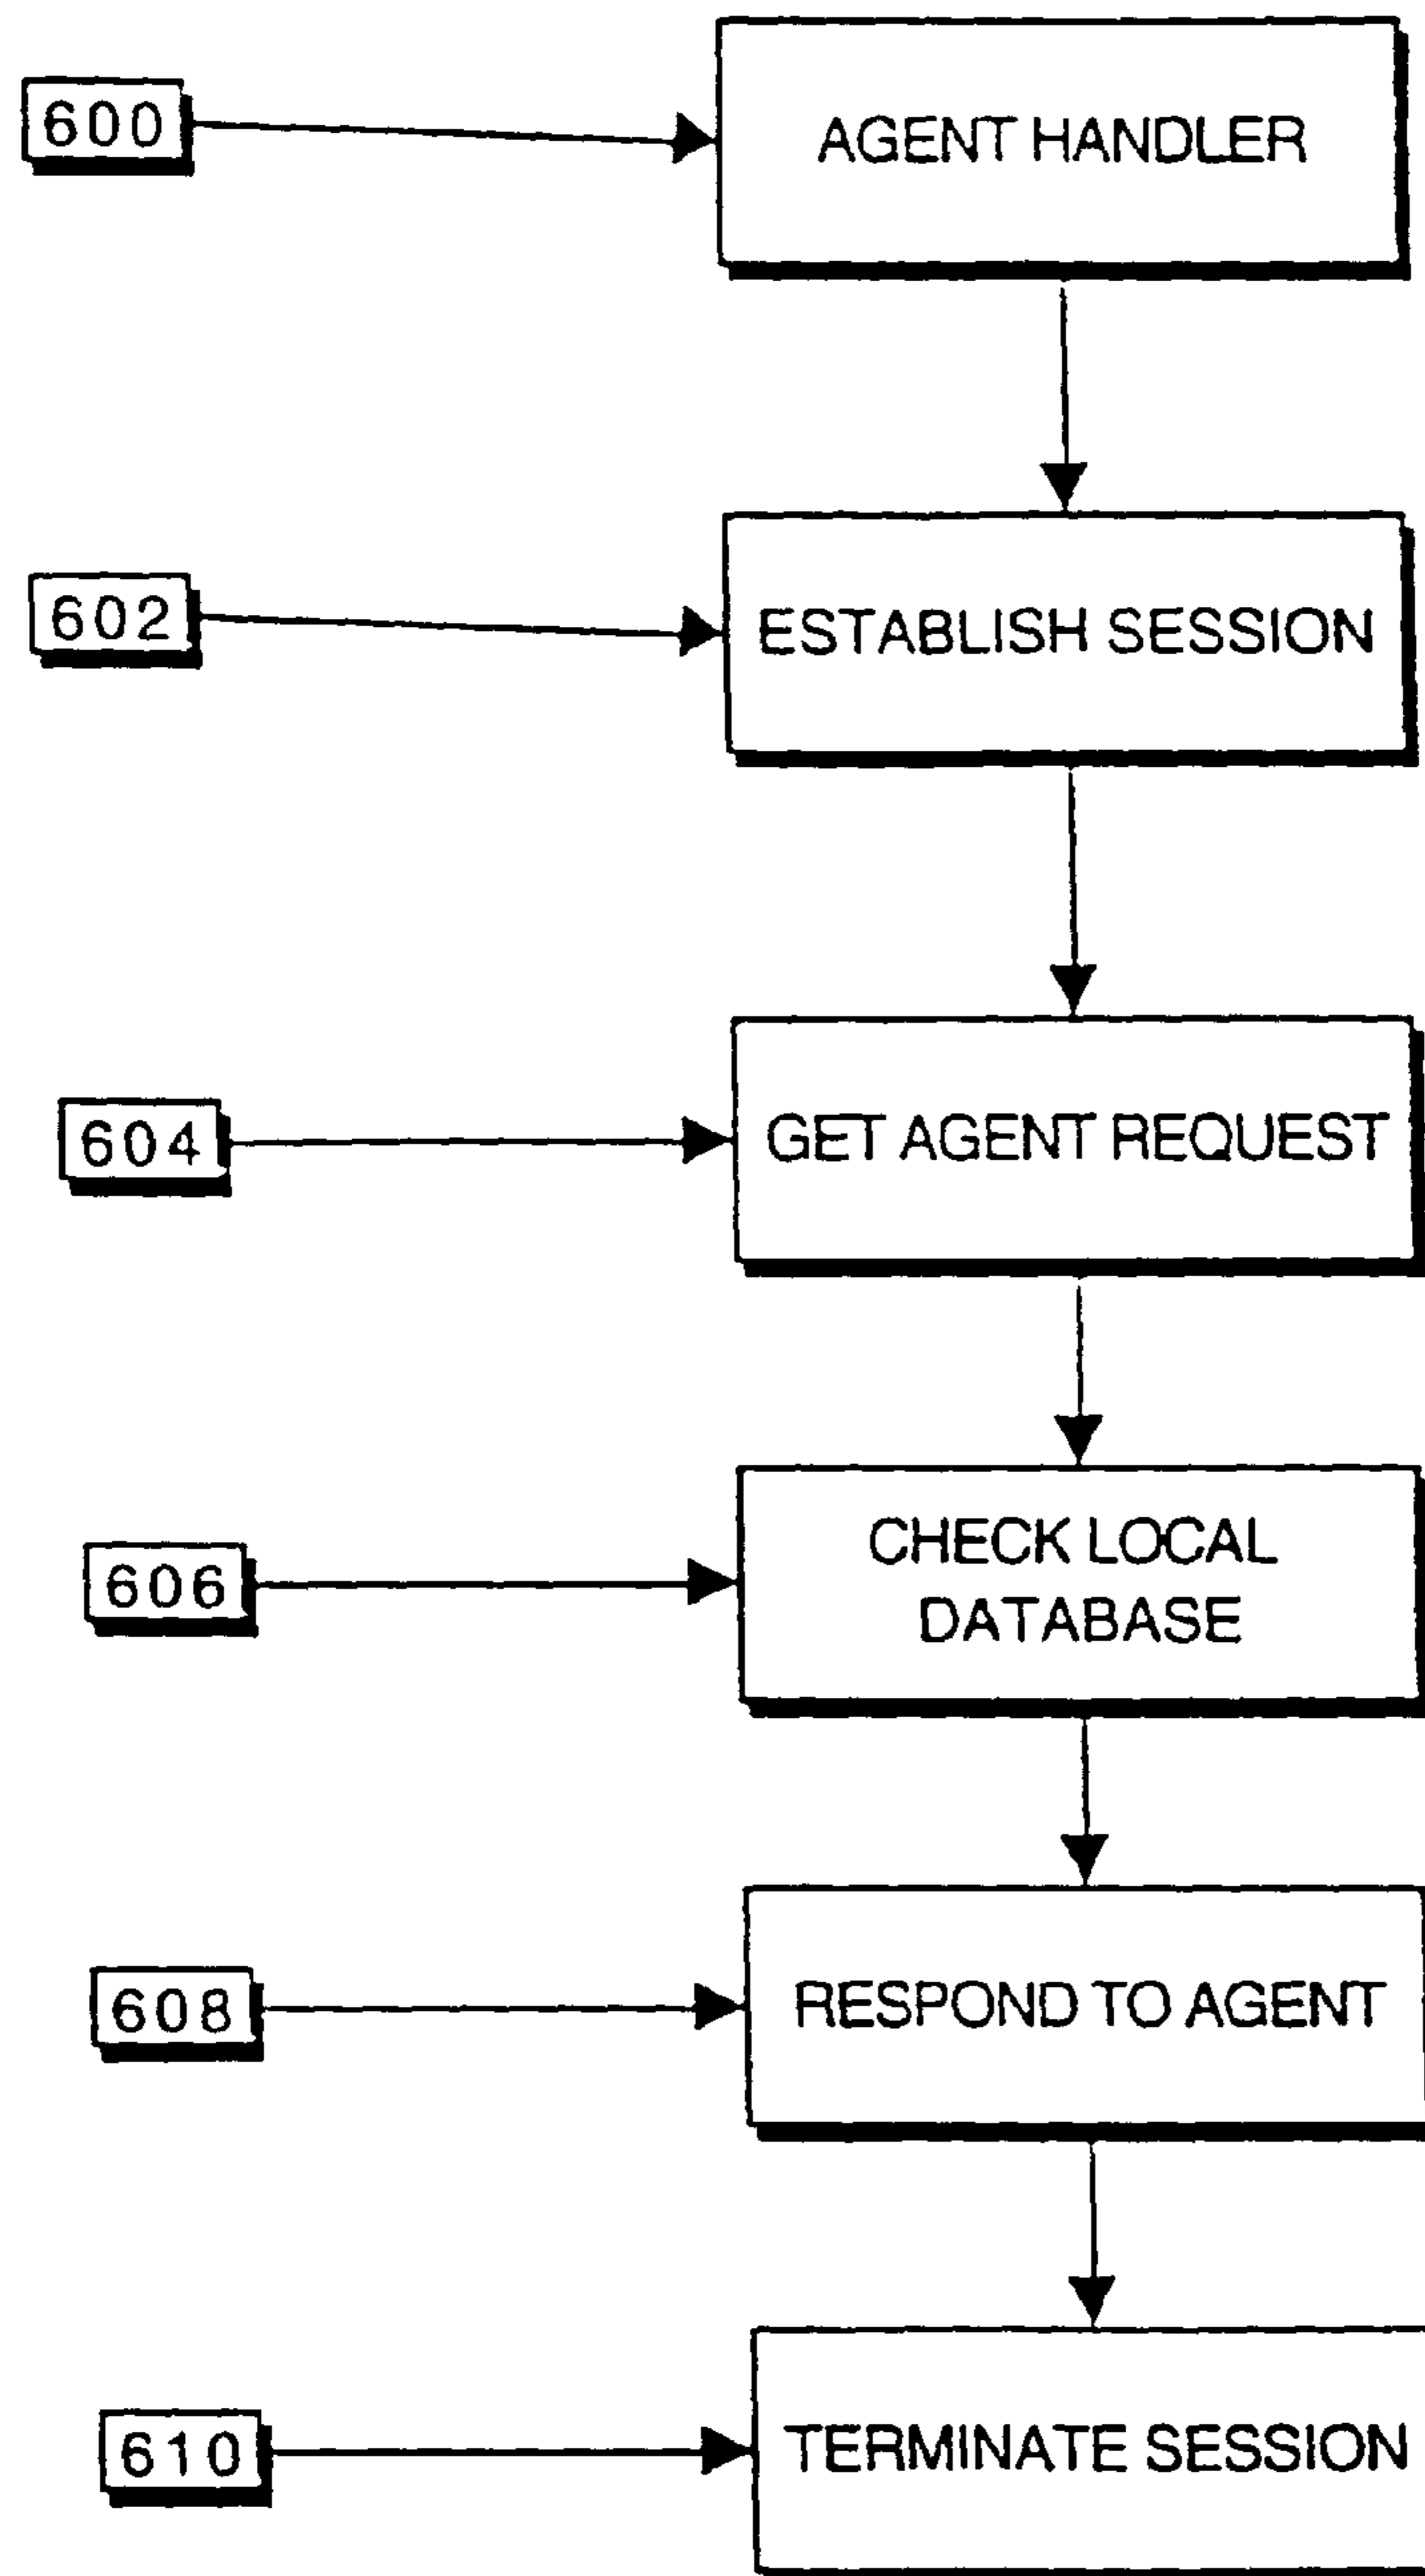 600
AGENT HANDLER
602
ESTABLISH SESSION
604
GET AGENT REQUEST
606
CHECK LOCAL
DATABASE
608
RESPOND TO AGENT
610
TERMINATE SESSION